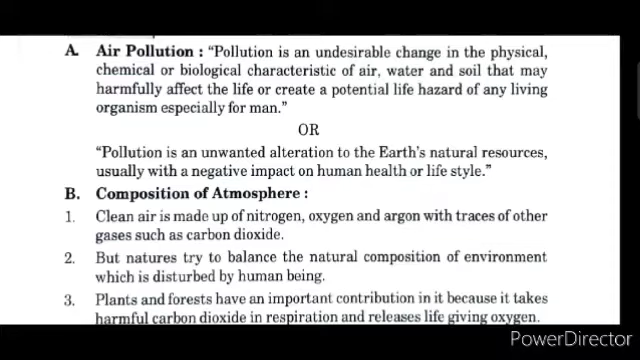 A. Air Pollution : "Pollution is an undesirable change in the physical,
chemical or biological characteristic of air, water and soil that may
harmfully affect the life or create a potential life hazard of any living
organism especially for man."
OR
"Pollution is an unwanted alteration to the Earth's natural resources,
usually with a negative impact on human health or life style."
B. Composition of Atmosphere :
1. Clean air is made up of nitrogen, oxygen and argon with traces of other
gases such as carbon dioxide.
2. But natures try to balance the natural composition of environment
which is disturbed by human being.
3. Plants and forests have an important contribution in it because it takes
harmful carbon dioxide in respiration and releases life giving oxygen.
PowerDirector